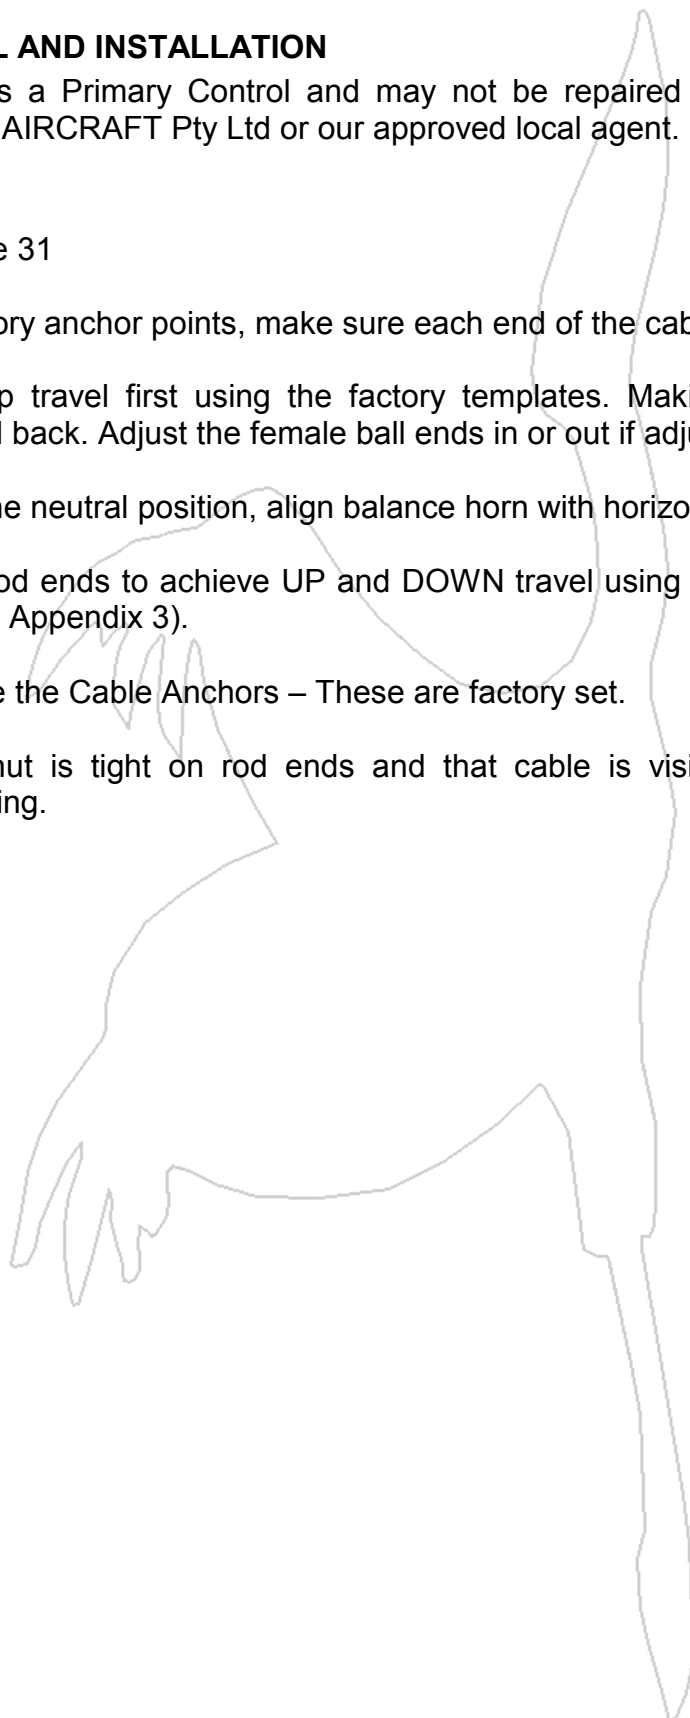 L AND INSTALLATION
s a Primary Control and may not be repaired
AIRCRAFT Pty Ltd or our approved local agent.
e 31
ory anchor points, make sure each end of the cab
p travel first using the factory templates. Maki
l back. Adjust the female ball ends in or out if adju
he neutral position, align balance horn with horizo
od ends to achieve UP and DOWN travel using
Appendix 3).
e the Cable Anchors – These are factory set.
nut is tight on rod ends and that cable is visi
ing.